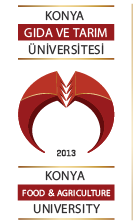 KONYA
GIDA VE TARIM
ÜNİVERSİTESİ
2013
KONYA
FOOD & AGRICULTURE
UNIVERSITY